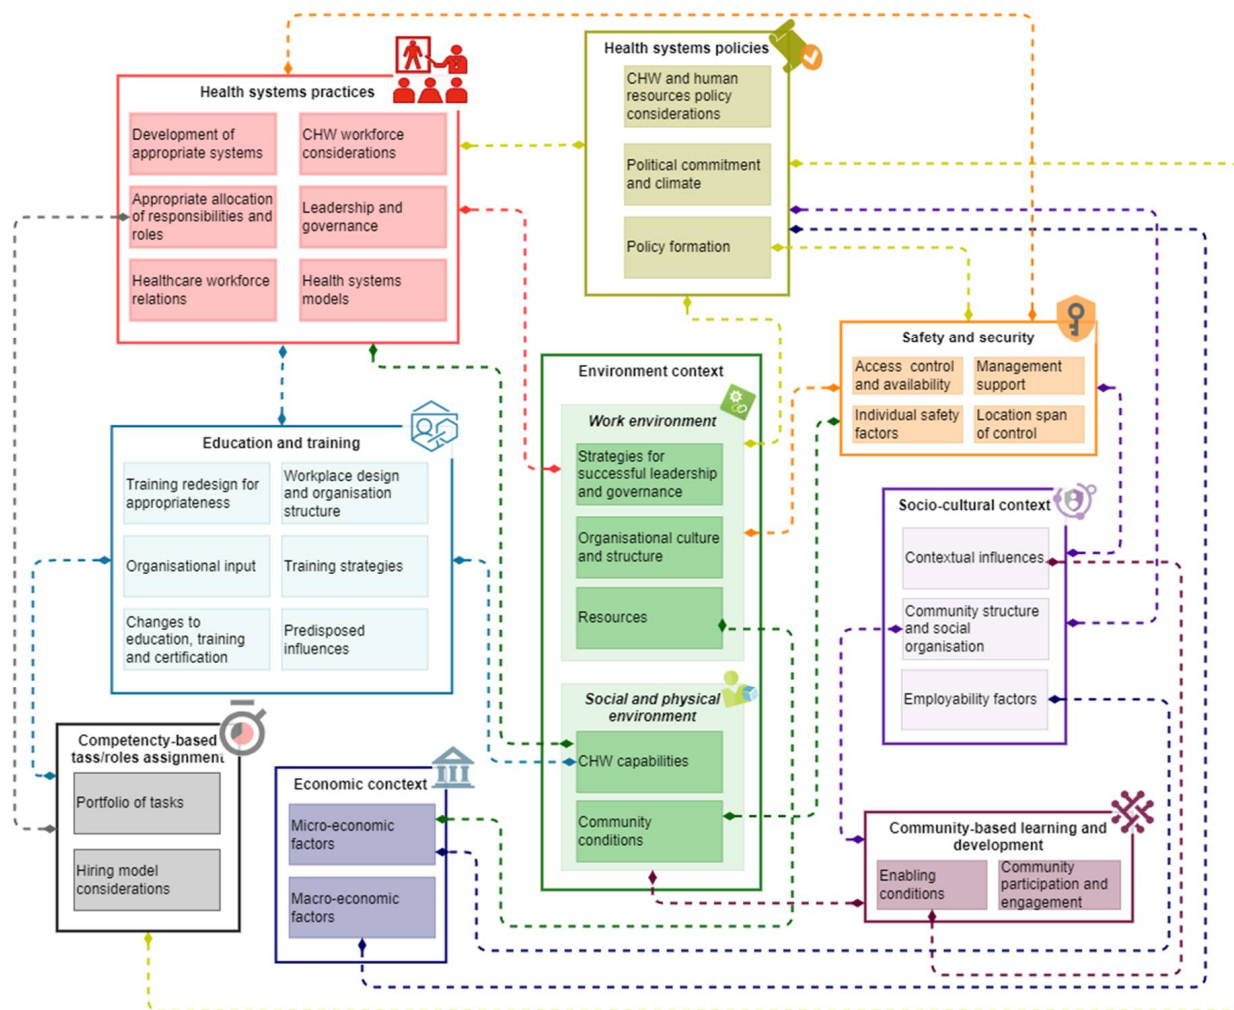 Health systems practices
Development of
appropriate systems
CHW workforce
considerations
Appropriate allocation
of responsibilities and
roles
Leadership and
governance
Healthcare workforce
relations
Health systems
models
Health systems policies
CHW and human
resources policy
considerations
Political commitment
and climate
Policy formation
Safety and security
Access control
and availability
Management
support
Individual safety
factors
Location span
of control
Environment context
Work environment
Strategies for
successful leadership
and governance
Organisational culture
and structure
Resources
Social and physical
environment
CHW capabilities
Community
conditions
Education and training
Training redesign for
appropriateness
Workplace design
and organisation
structure
Organisational input
Training strategies
Changes to
education, training
and certification
Predisposed
influences
Socio-cultural context
Contextual influences
Community structure
and social
organisation
Employability factors
Competencty-based
tass/roles assignment
Portfolio of tasks
Hiring model
considerations
Economic conctext
Micro-economic
factors
Macro-economic
factors
Community-based learning and
development
Enabling
conditions
Community
participation and
engagement